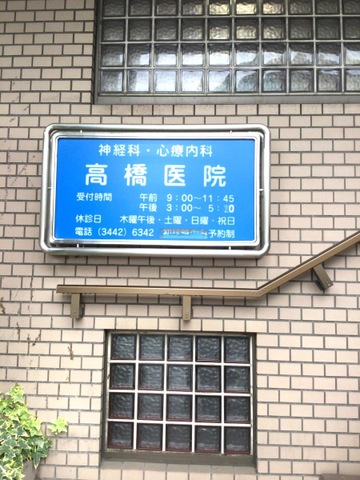 神経科・心療内科
高橋医院
受付時間 午前 9:00〜11:45
午後 3:00〜 5:20
休診日 木曜午後・土曜・日曜・祝日
電話 (3442) 6342 予約制